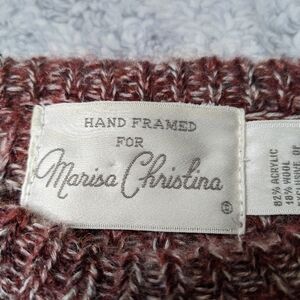 HAND FRAMED
FOR
Marisa Christina
®
82% ACRYLIC
18% WOOL